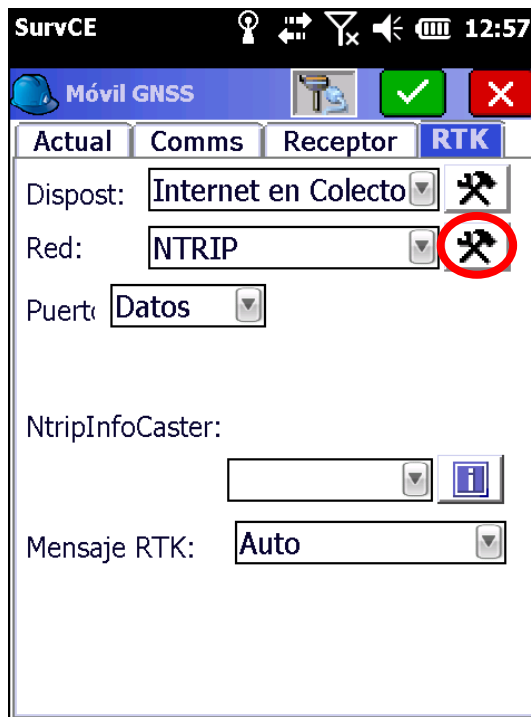 SurvCE 12:57
Móvil GNSS
Actual Comms Receptor RTK
Dispost: Internet en Colecto
Red: NTRIP
Puerto Datos
NtripInfoCaster:
Mensaje RTK: Auto